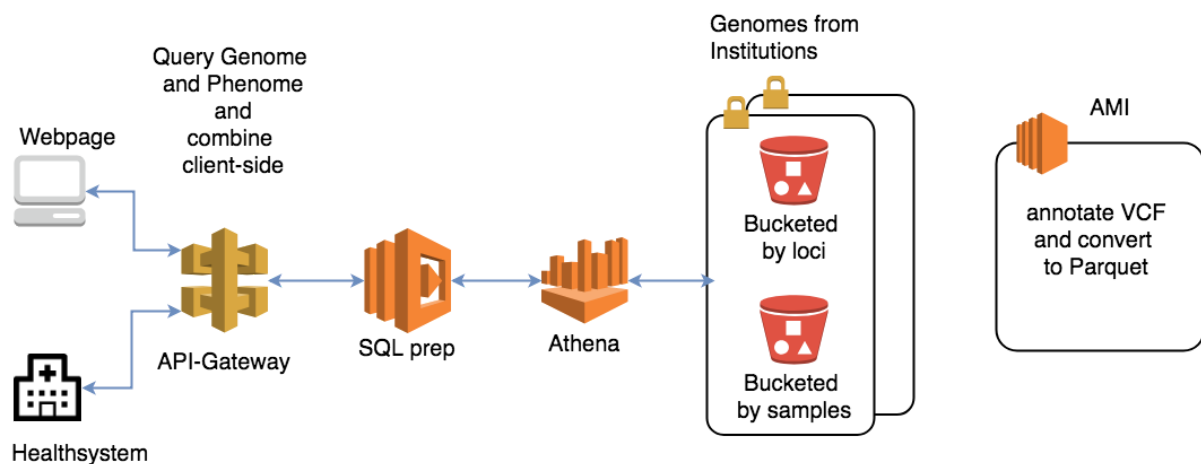 Webpage
Query Genome
and Phenome
and
combine
client-side
Healthsystem
API-Gateway
SQL prep
Athena
Genomes from
Institutions
Bucketed
by loci
Bucketed
by samples
AMI
annotate VCF
and convert
to Parquet